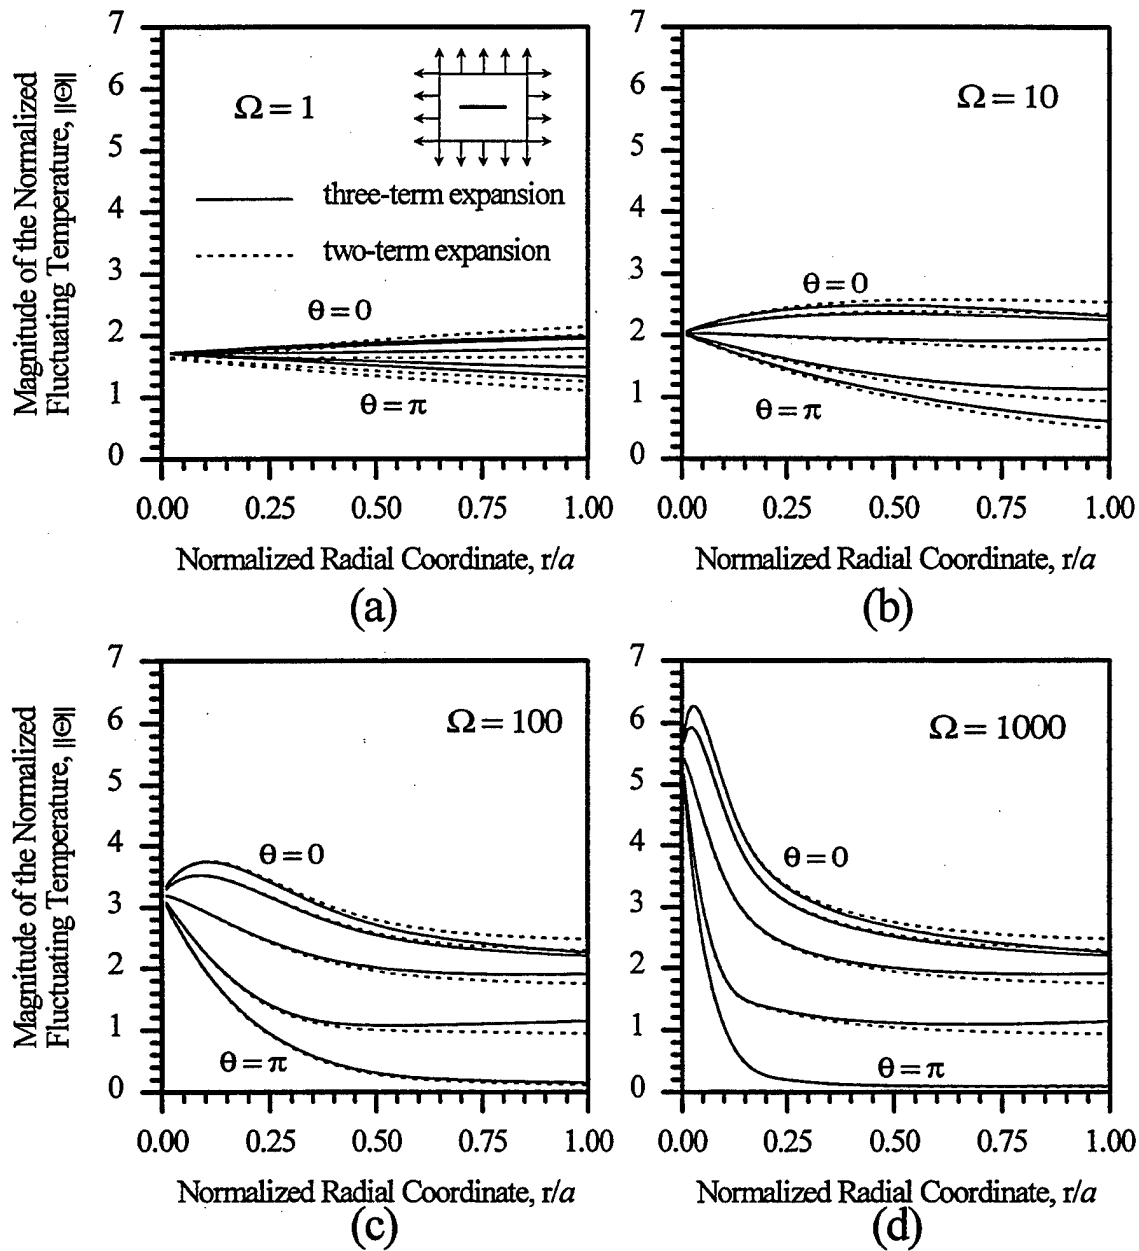 Magnitude of the Normalized
Fluctuating Temperature, ||Θ||
7
6
5
4
3
2
1
0
Ω = 1
three-term expansion
two-term expansion
θ = 0
θ = π
0.00 0.25 0.50 0.75 1.00
Normalized Radial Coordinate, r/a
(a)
7
6
5
4
3
2
1
0
Ω = 10
θ = 0
θ = π
0.00 0.25 0.50 0.75 1.00
Normalized Radial Coordinate, r/a
(b)
Magnitude of the Normalized
Fluctuating Temperature, ||Θ||
7
6
5
4
3
2
1
0
Ω = 100
θ = 0
θ = π
0.00 0.25 0.50 0.75 1.00
Normalized Radial Coordinate, r/a
(c)
7
6
5
4
3
2
1
0
Ω = 1000
θ = 0
θ = π
0.00 0.25 0.50 0.75 1.00
Normalized Radial Coordinate, r/a
(d)